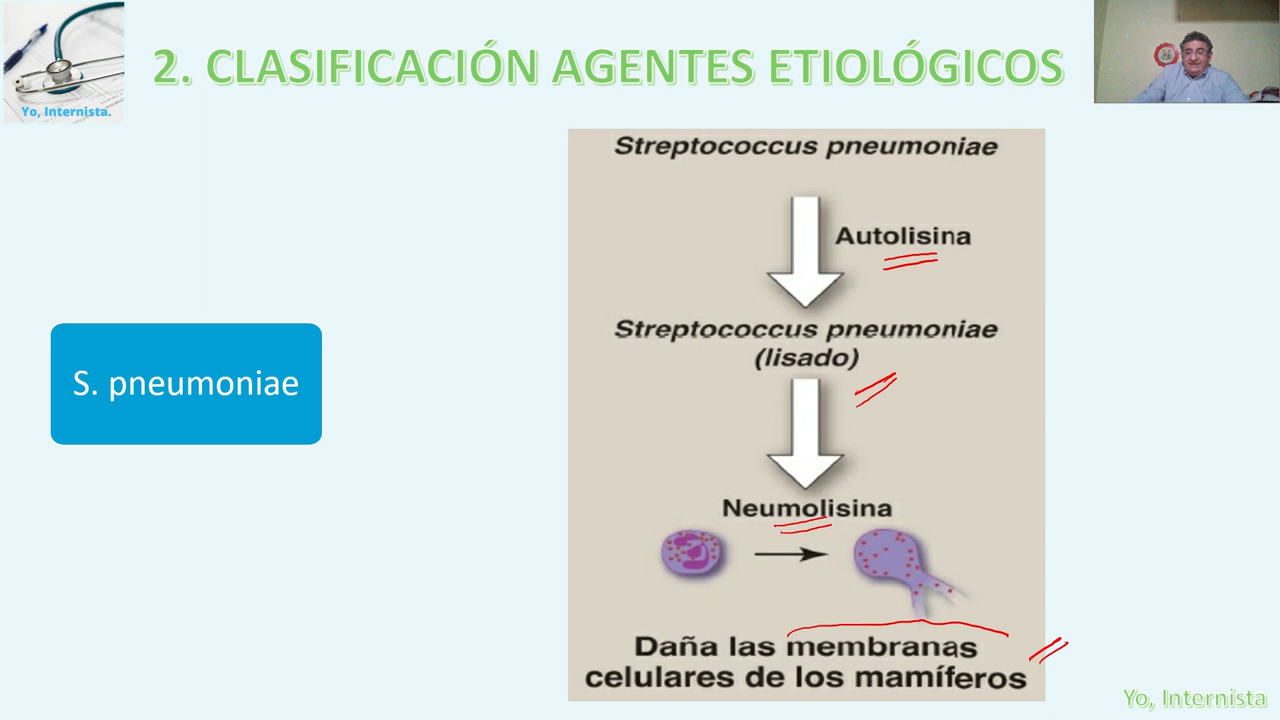 2. CLASIFICACIÓN AGENTES ETIOLÓGICOS
Yo, Internista.
Streptococcus pneumoniae
Autolisina
Streptococcus pneumoniae
(lisado)
S. pneumoniae
Neumolisina
Daña las membranas
celulares de los mamíferos
Yo, Internista